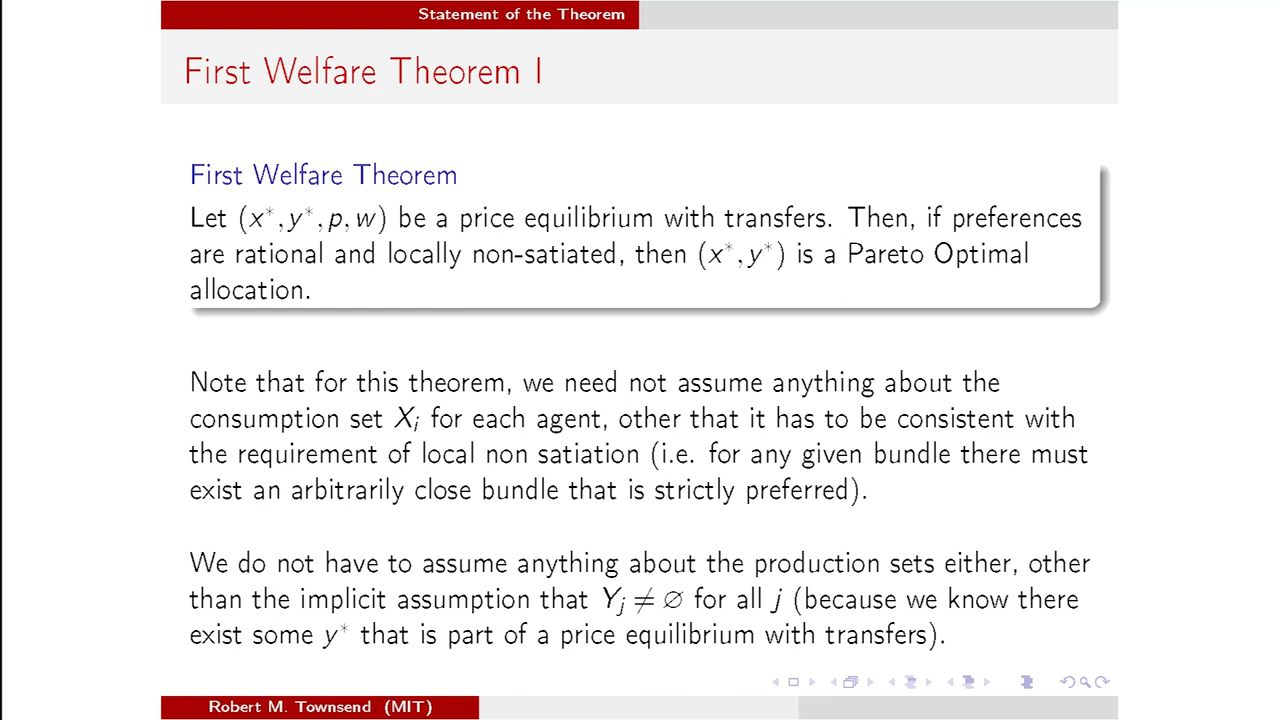 Statement of the Theorem
First Welfare Theorem I
First Welfare Theorem
Let (x*, y*, p, w) be a price equilibrium with transfers. Then, if preferences
are rational and locally non-satiated, then (x*, y*) is a Pareto Optimal
allocation.
Note that for this theorem, we need not assume anything about the
consumption set Xᵢ for each agent, other that it has to be consistent with
the requirement of local non satiation (i.e. for any given bundle there must
exist an arbitrarily close bundle that is strictly preferred).
We do not have to assume anything about the production sets either, other
than the implicit assumption that Yⱼ ≠ ∅ for all j (because we know there
exist some y* that is part of a price equilibrium with transfers).
Robert M. Townsend (MIT)